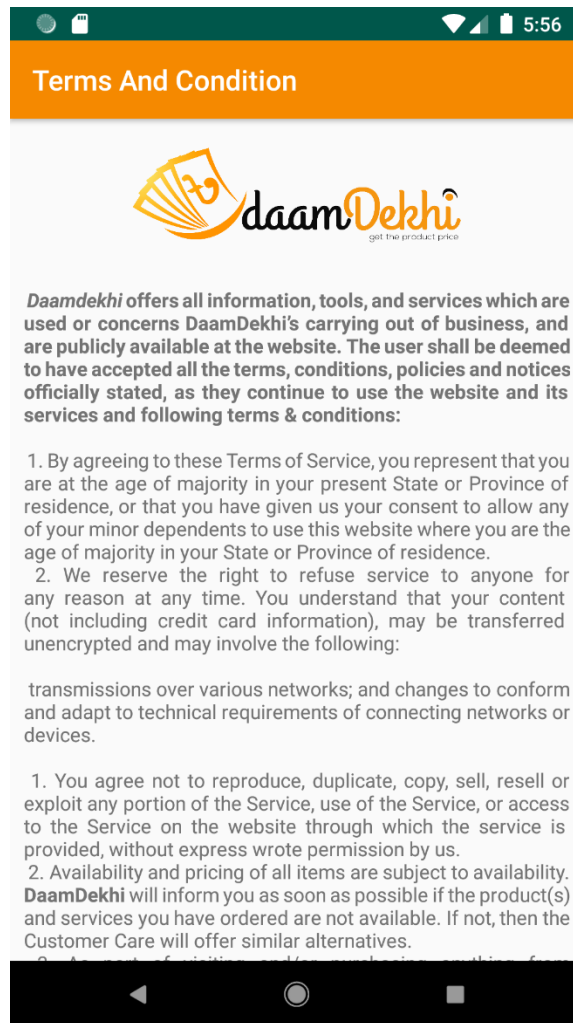 5:56
Terms And Condition
daamDekhi
get the product price
Daamdekhi offers all information, tools, and services which are
used or concerns DaamDekhi's carrying out of business, and
are publicly available at the website. The user shall be deemed
to have accepted all the terms, conditions, policies and notices
officially stated, as they continue to use the website and its
services and following terms & conditions:
1. By agreeing to these Terms of Service, you represent that you
are at the age of majority in your present State or Province of
residence, or that you have given us your consent to allow any
of your minor dependents to use this website where you are the
age of majority in your State or Province of residence.
2. We reserve the right to refuse service to anyone for
any reason at any time. You understand that your content
(not including credit card information), may be transferred
unencrypted and may involve the following:
transmissions over various networks; and changes to conform
and adapt to technical requirements of connecting networks or
devices.
1. You agree not to reproduce, duplicate, copy, sell, resell or
exploit any portion of the Service, use of the Service, or access
to the Service on the website through which the service is
provided, without express wrote permission by us.
2. Availability and pricing of all items are subject to availability.
DaamDekhi will inform you as soon as possible if the product(s)
and services you have ordered are not available. If not, then the
Customer Care will offer similar alternatives.
3. As part of visiting and/or purchasing anything from